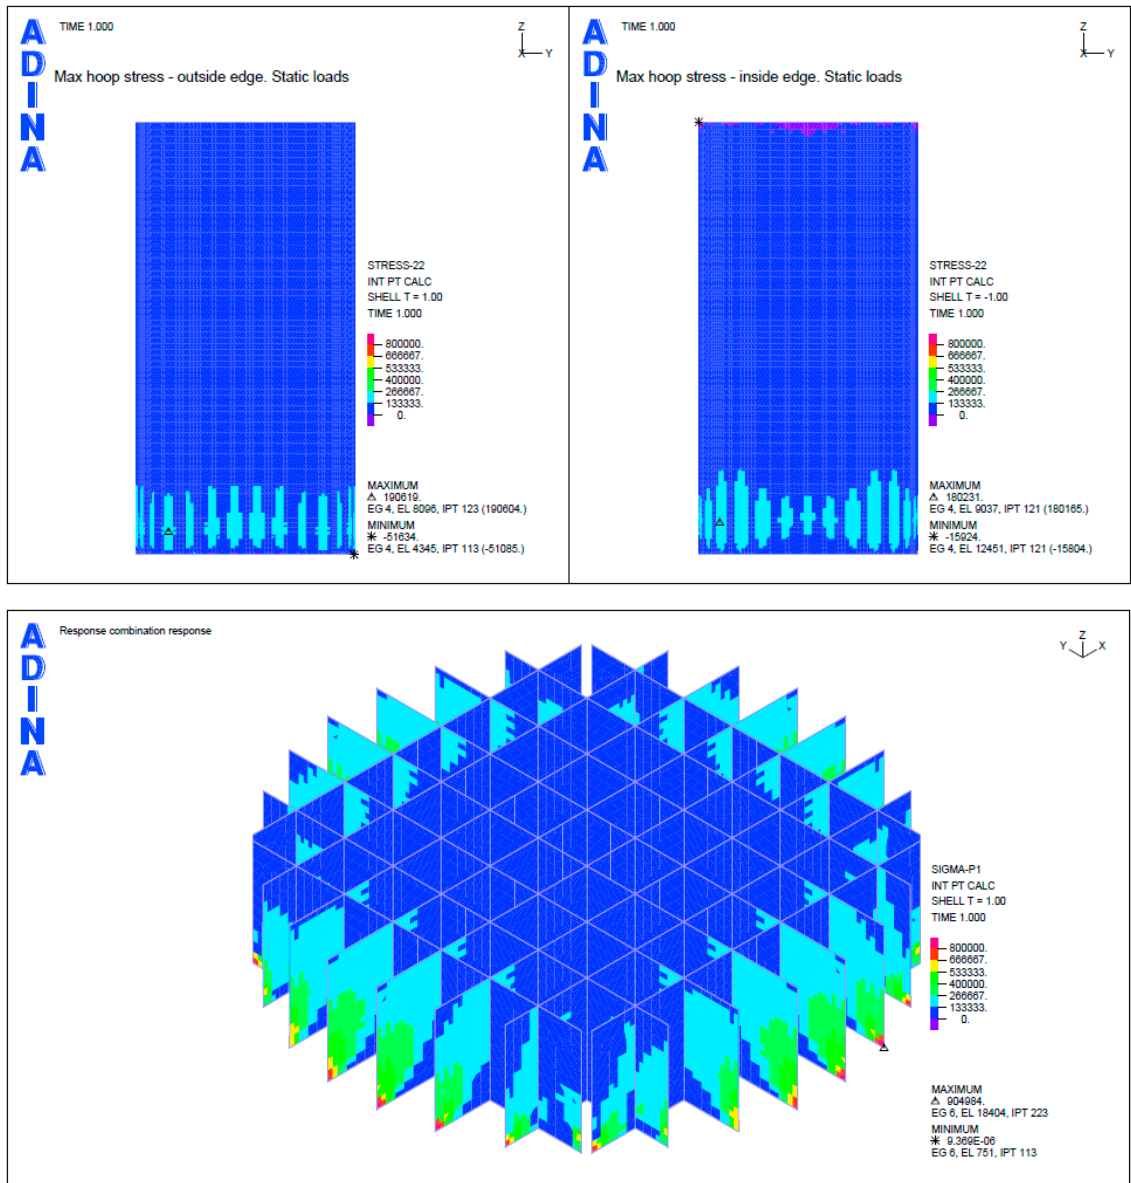 ADINA
TIME 1.000
Z
X
Y
Max hoop stress - outside edge. Static loads
STRESS-22
INT PT CALC
SHELL T = 1.00
TIME 1.000
800000.
666667.
533333.
400000.
266667.
133333.
0.
MAXIMUM
190619.
EG 4, EL 8096, IPT 123 (190604.)
MINIMUM
-51634.
EG 4, EL 4345, IPT 113 (-51085.)
ADINA
TIME 1.000
Z
X
Y
Max hoop stress - inside edge. Static loads
STRESS-22
INT PT CALC
SHELL T = -1.00
TIME 1.000
800000.
666667.
533333.
400000.
266667.
133333.
0.
MAXIMUM
180231.
EG 4, EL 9037, IPT 121 (180165.)
MINIMUM
-15924.
EG 4, EL 12451, IPT 121 (-15804.)
ADINA
Response combination response
Z
Y
X
SIGMA-P1
INT PT CALC
SHELL T = 1.00
TIME 1.000
800000.
666667.
533333.
400000.
266667.
133333.
0.
MAXIMUM
904984.
EG 6, EL 18404, IPT 223
MINIMUM
9.369E-06
EG 6, EL 751, IPT 113